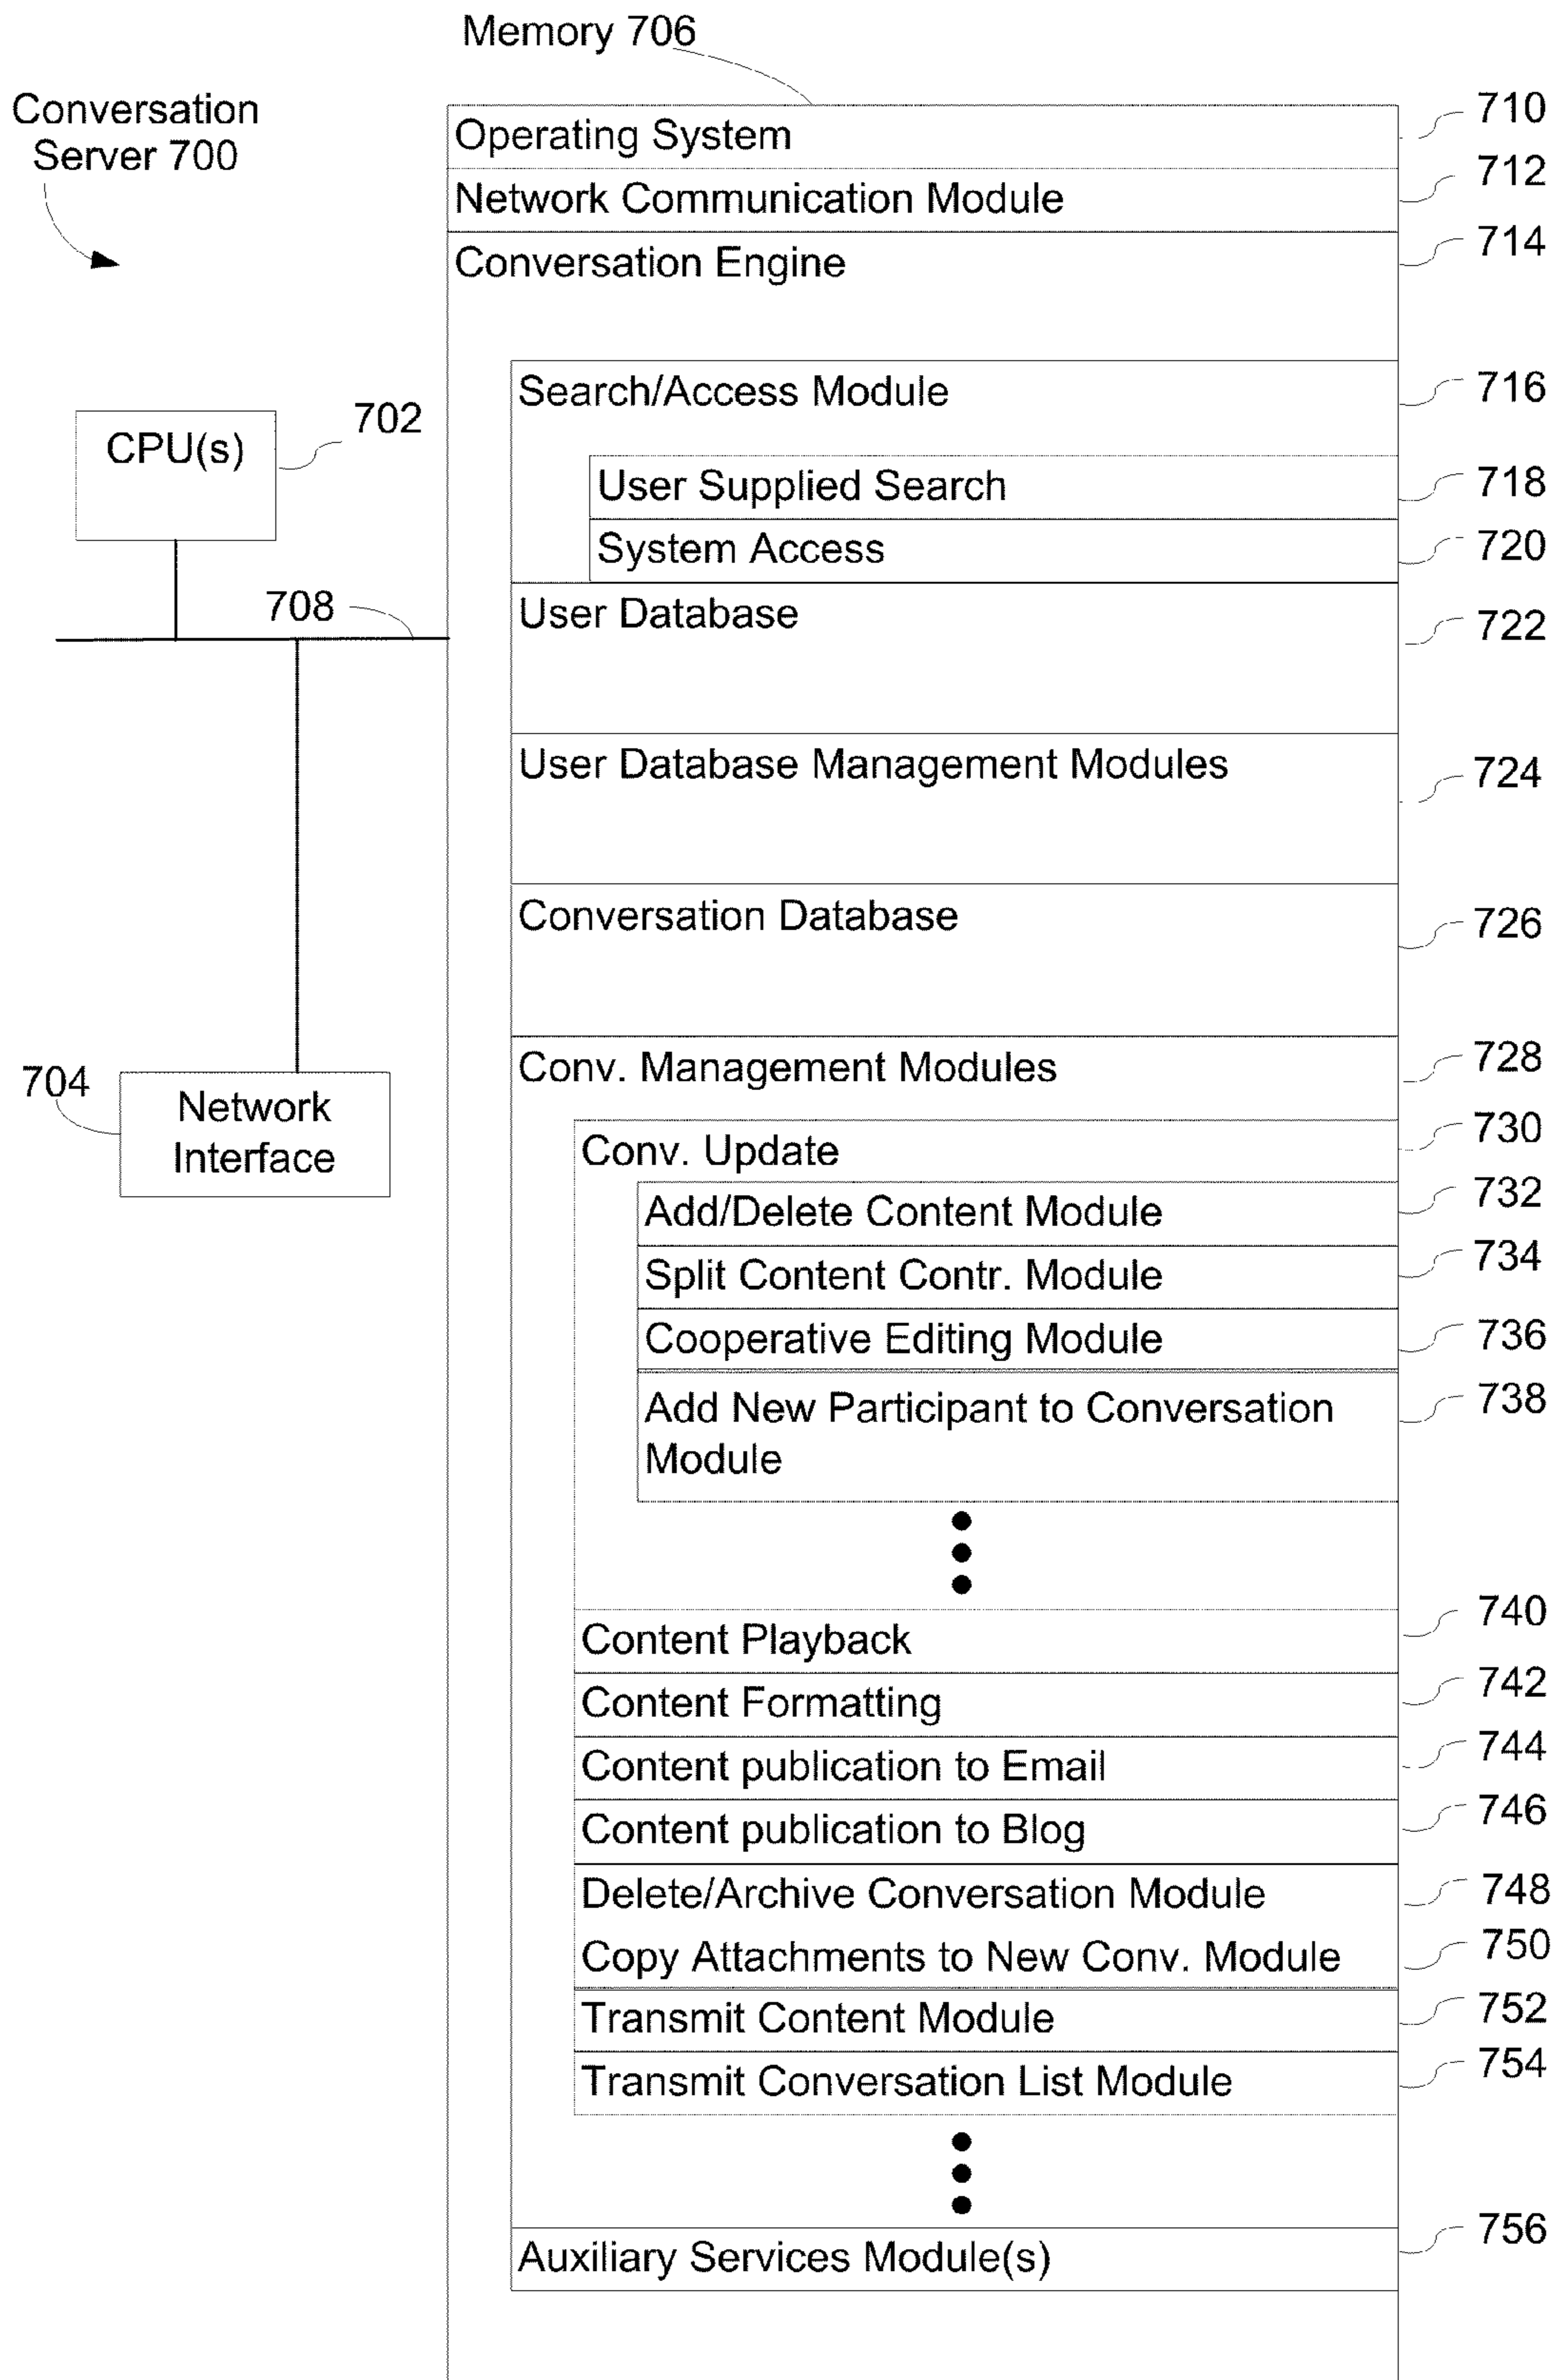 Memory 706
Conversation
Server 700
Operating System
710
Network Communication Module
712
Conversation Engine
714
Search/Access Module
716
CPU(s)
702
User Supplied Search
718
System Access
720
708
User Database
722
User Database Management Modules
724
Conversation Database
726
Conv. Management Modules
728
704
Network
Interface
Conv. Update
730
Add/Delete Content Module
732
Split Content Contr. Module
734
Cooperative Editing Module
736
Add New Participant to Conversation
Module
738
Content Playback
740
Content Formatting
742
Content publication to Email
744
Content publication to Blog
746
Delete/Archive Conversation Module
748
Copy Attachments to New Conv. Module
750
Transmit Content Module
752
Transmit Conversation List Module
754
Auxiliary Services Module(s)
756